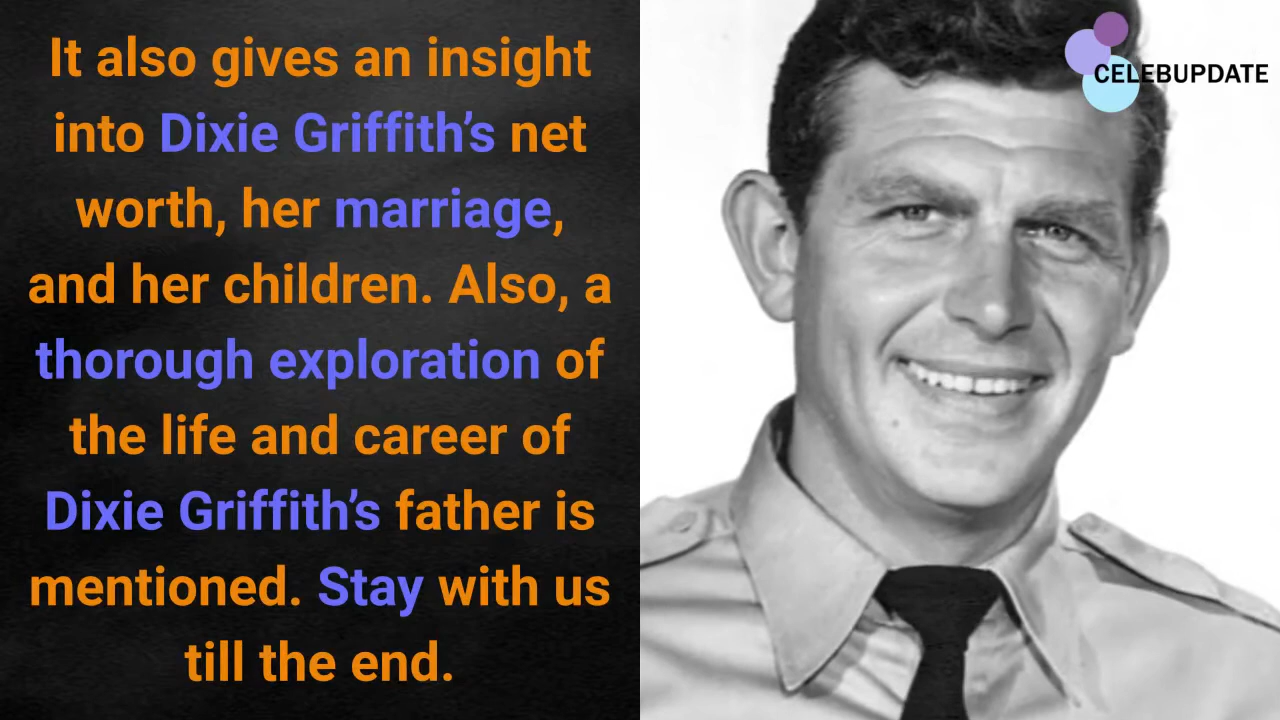 It also gives an insight
into Dixie Griffith’s net
worth, her marriage,
and her children. Also, a
thorough exploration of
the life and career of
Dixie Griffith’s father is
mentioned. Stay with us
till the end.
CELEBUPDATE